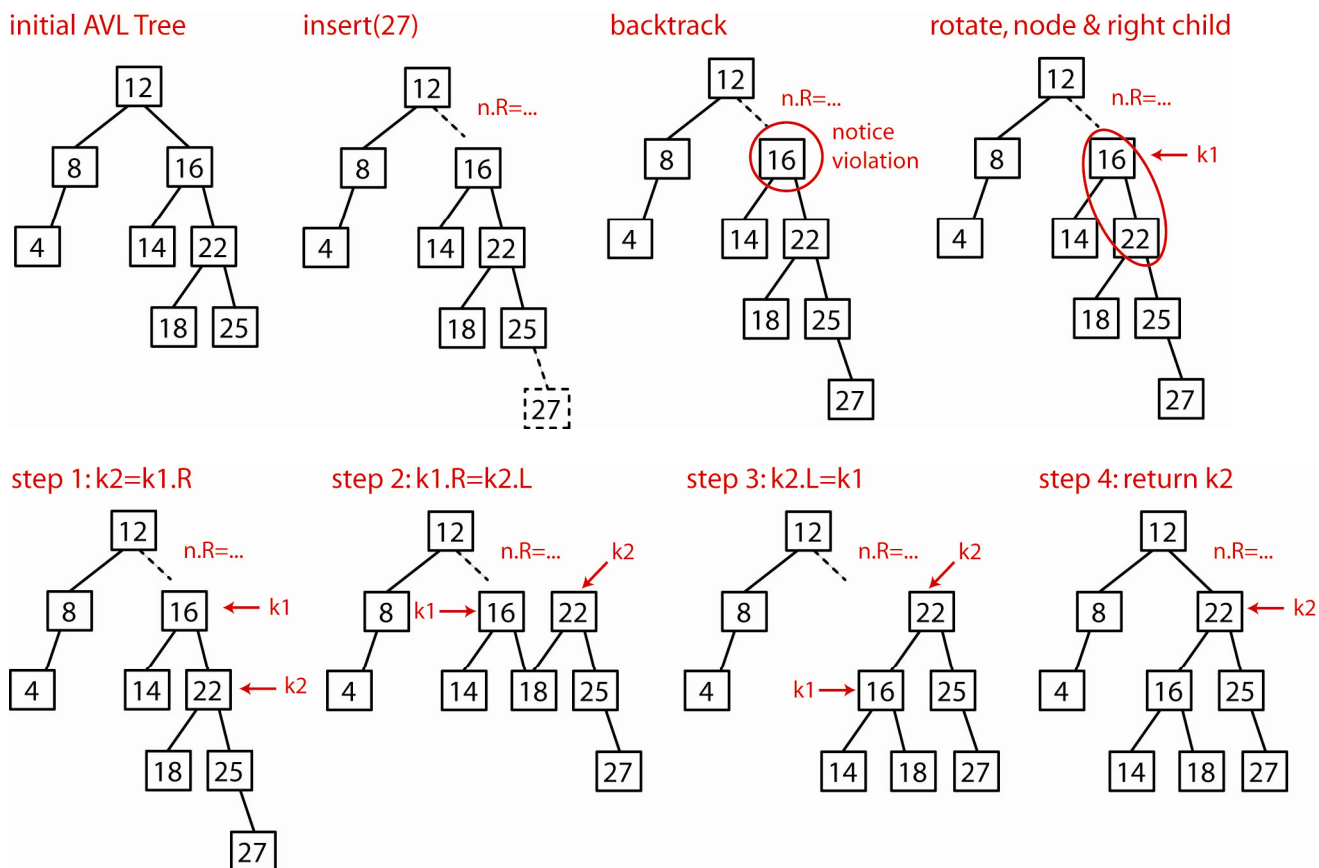 initial AVL Tree
insert(27)
backtrack
rotate, node & right child
12
8
16
4
14
22
18
25
12
n.R=...
8
16
4
14
22
18
25
27
12
n.R=...
notice
violation
8
16
4
14
22
18
25
27
12
n.R=...
8
16
k1
4
14
22
18
25
27
step 1: k2=k1.R
step 2: k1.R=k2.L
step 3: k2.L=k1
step 4: return k2
12
n.R=...
8
16
k1
4
14
22
k2
18
25
27
12
n.R=...
k2
8
k1
16
22
4
14
18
25
27
12
n.R=...
k2
8
22
4
k1
16
25
14
18
27
12
n.R=...
8
22
k2
4
16
25
14
18
27